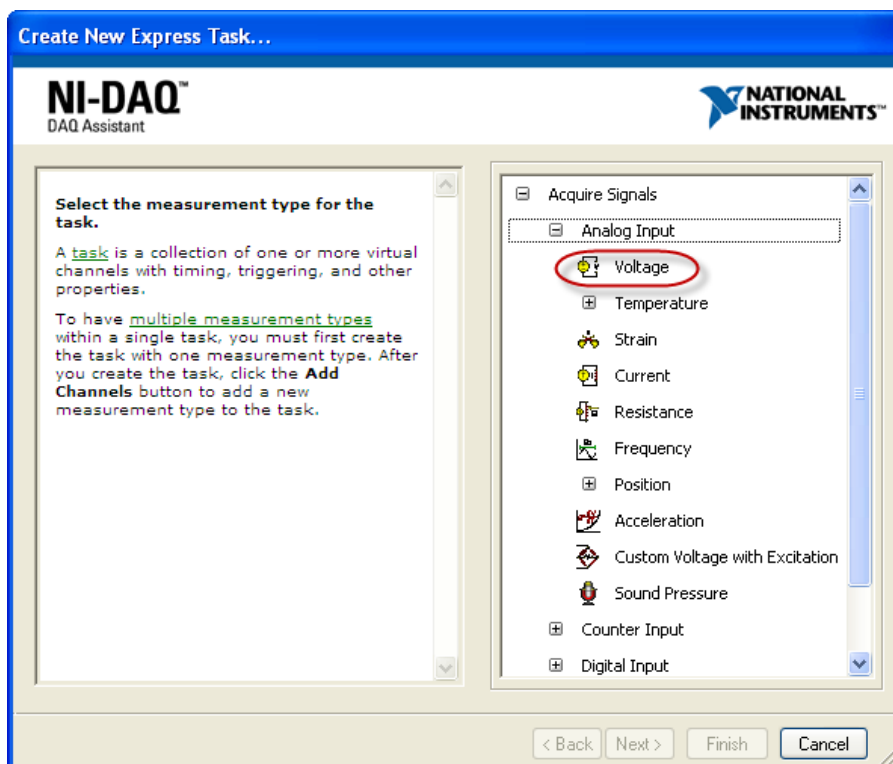 Create New Express Task...
NI-DAQ™
DAQ Assistant
NATIONAL
INSTRUMENTS™
Select the measurement type for the
task.
A task is a collection of one or more virtual
channels with timing, triggering, and other
properties.
To have multiple measurement types
within a single task, you must first create
the task with one measurement type. After
you create the task, click the Add
Channels button to add a new
measurement type to the task.
Acquire Signals
Analog Input
Voltage
Temperature
Strain
Current
Resistance
Frequency
Position
Acceleration
Custom Voltage with Excitation
Sound Pressure
Counter Input
Digital Input
< Back
Next >
Finish
Cancel